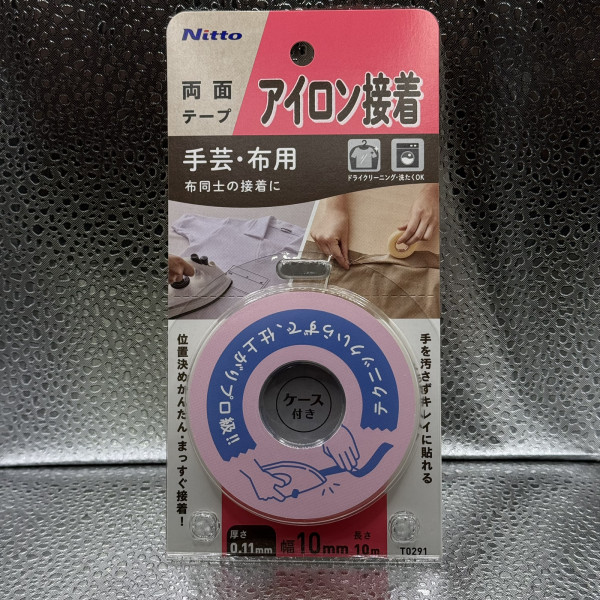 Nitto
両面
テープ
アイロン接着
手芸・布用
布同士の接着に
ドライクリーニング・洗たくOK
テクニックいらずで、仕上がりプロ級!!
ケース
付き
手を汚さずキレイに貼れる
位置決めかんたん・まっすぐ接着!
厚さ
0.11mm
幅10mm
長さ
10m
T0291